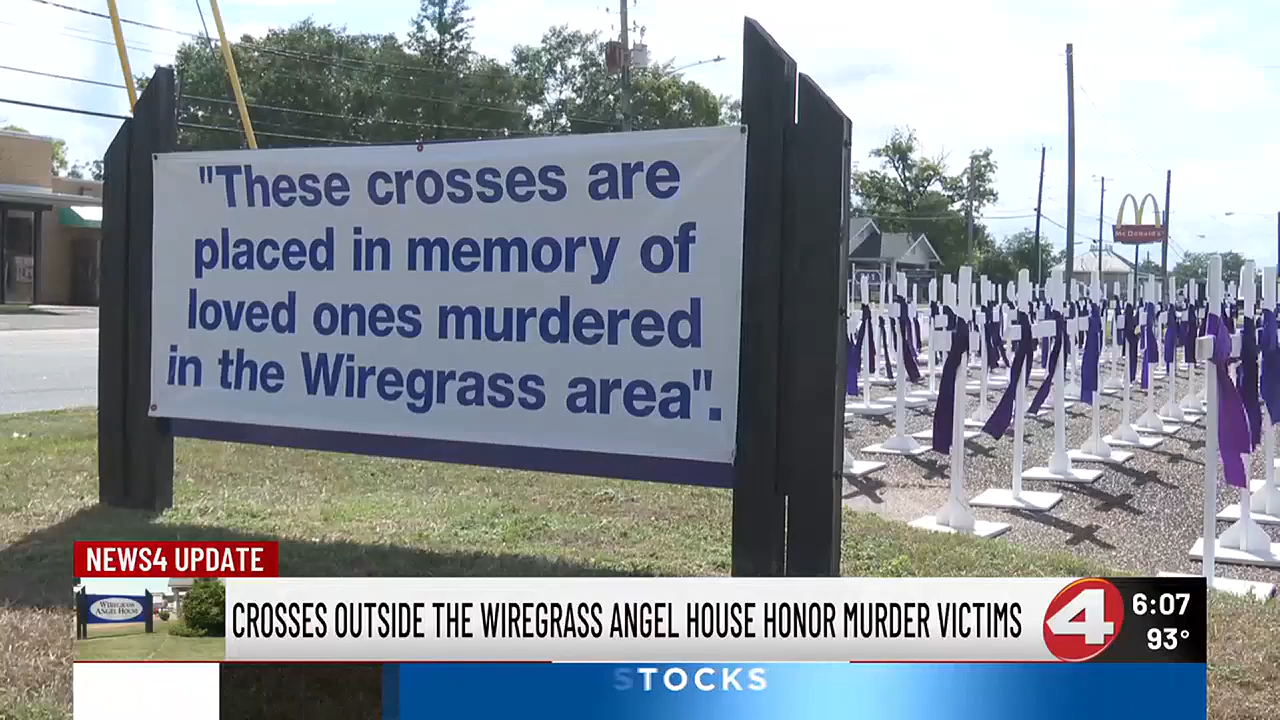 "These crosses are
placed in memory of
loved ones murdered
in the Wiregrass area".
McDonald's
NEWS4 UPDATE
WIREGRASS
ANGEL HOUSE
CROSSES OUTSIDE THE WIREGRASS ANGEL HOUSE HONOR MURDER VICTIMS
4
6:07
93°
STOCKS